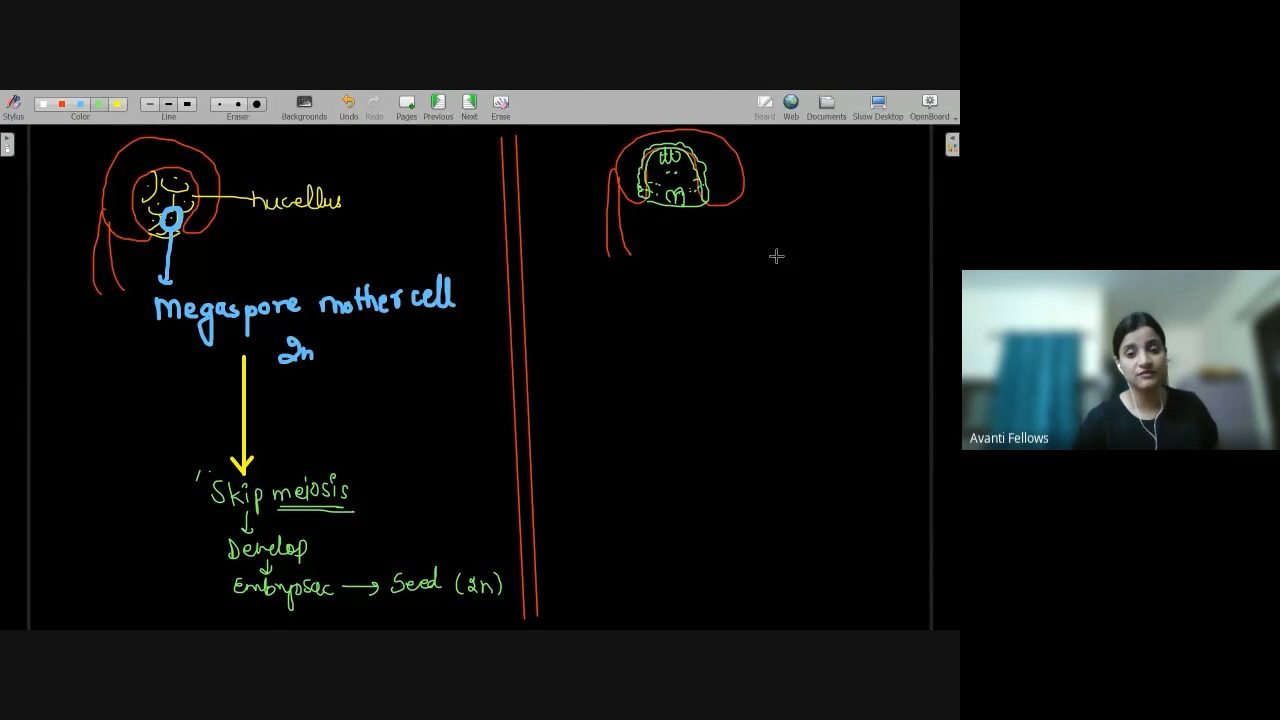 Stylus
Color
Line
Eraser
Backgrounds
Undo
Redo
Pages
Previous
Next
Erase
Board
Web
Documents
Show Desktop
OpenBoard
nucellus
Megaspore mother cell
2n
Skip meiosis
Develop
Embryosac → Seed (2n)
Avanti Fellows